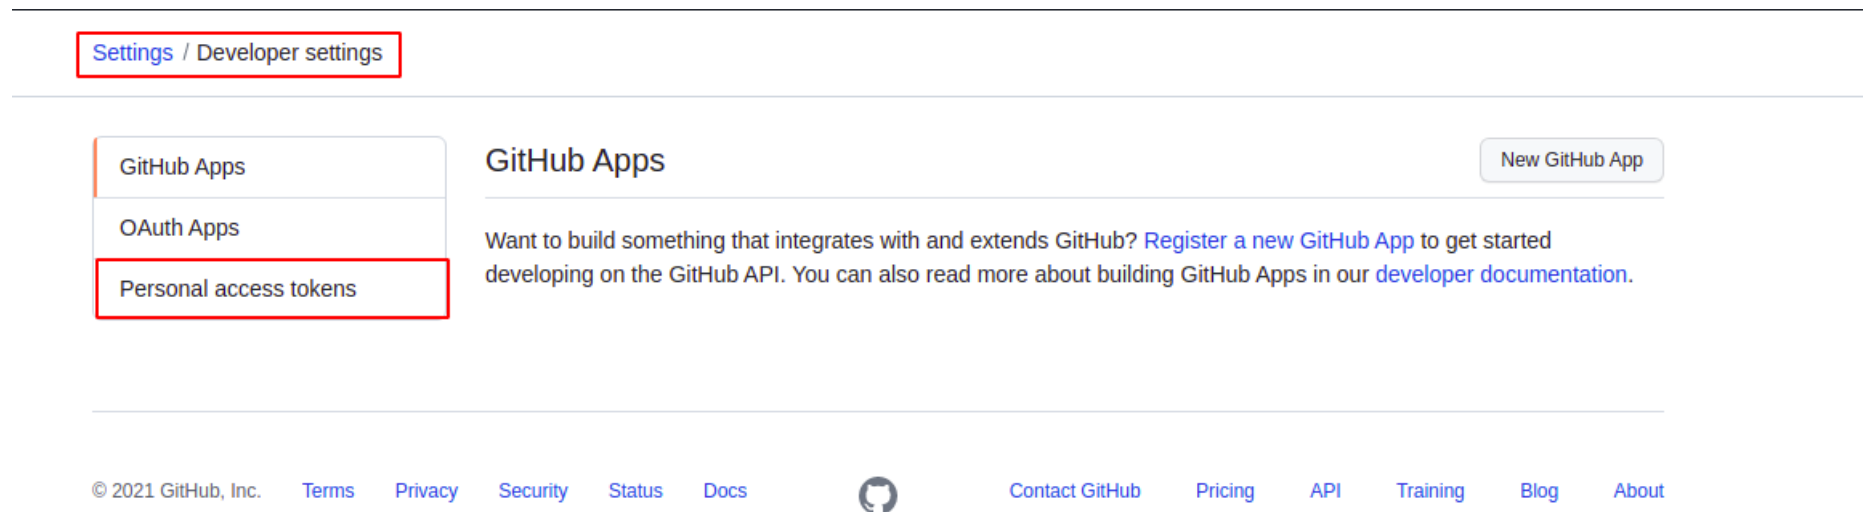 Settings / Developer settings
GitHub Apps
OAuth Apps
Personal access tokens
GitHub Apps
New GitHub App
Want to build something that integrates with and extends GitHub? Register a new GitHub App to get started
developing on the GitHub API. You can also read more about building GitHub Apps in our developer documentation.
© 2021 GitHub, Inc. Terms Privacy Security Status Docs Contact GitHub Pricing API Training Blog About